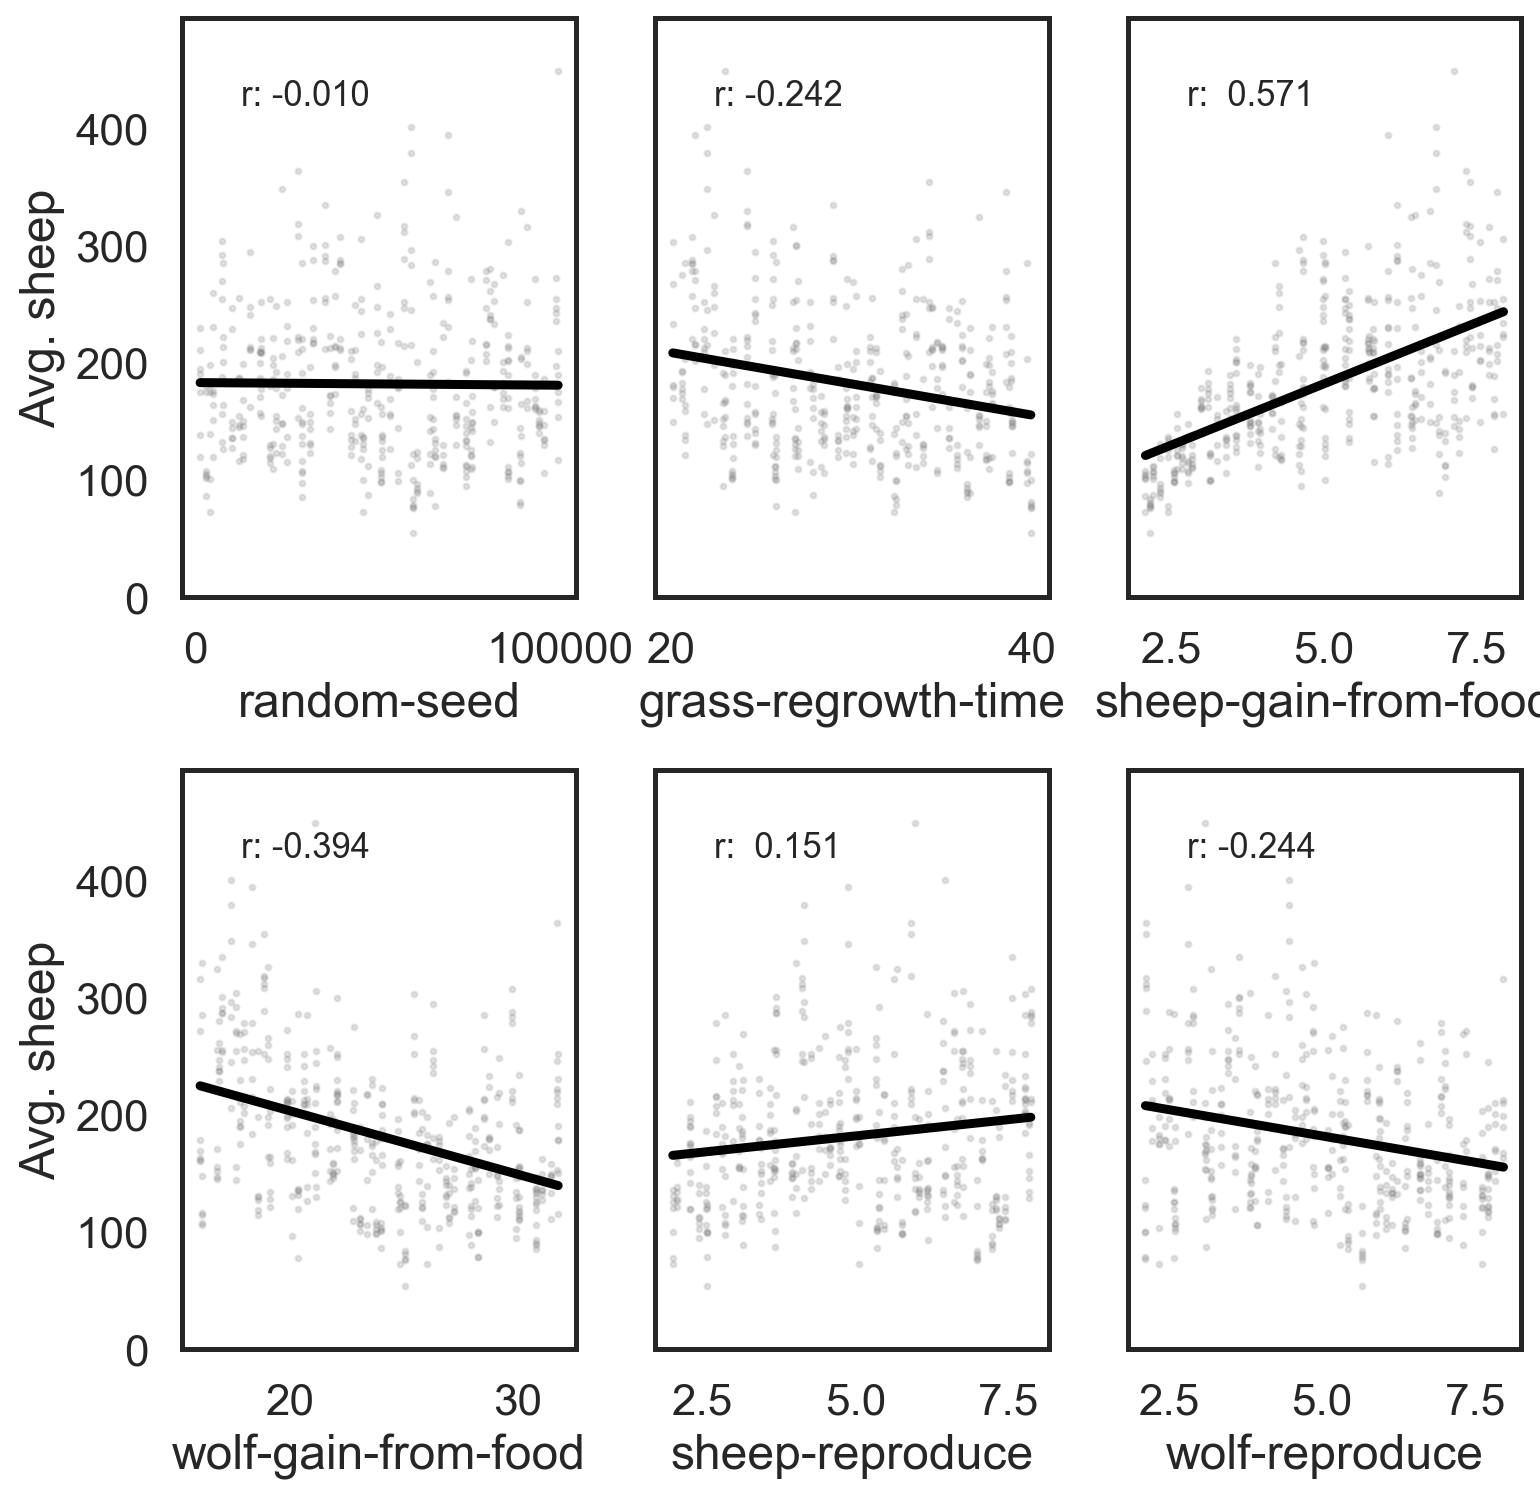 r: -0.010
r: -0.242
r: 0.571
400
300
200
100
0
Avg. sheep
0 100000
20 40
2.5 5.0 7.5
random-seed
grass-regrowth-time
sheep-gain-from-food
r: -0.394
r: 0.151
r: -0.244
400
300
200
100
0
Avg. sheep
20 30
2.5 5.0 7.5
2.5 5.0 7.5
wolf-gain-from-food
sheep-reproduce
wolf-reproduce